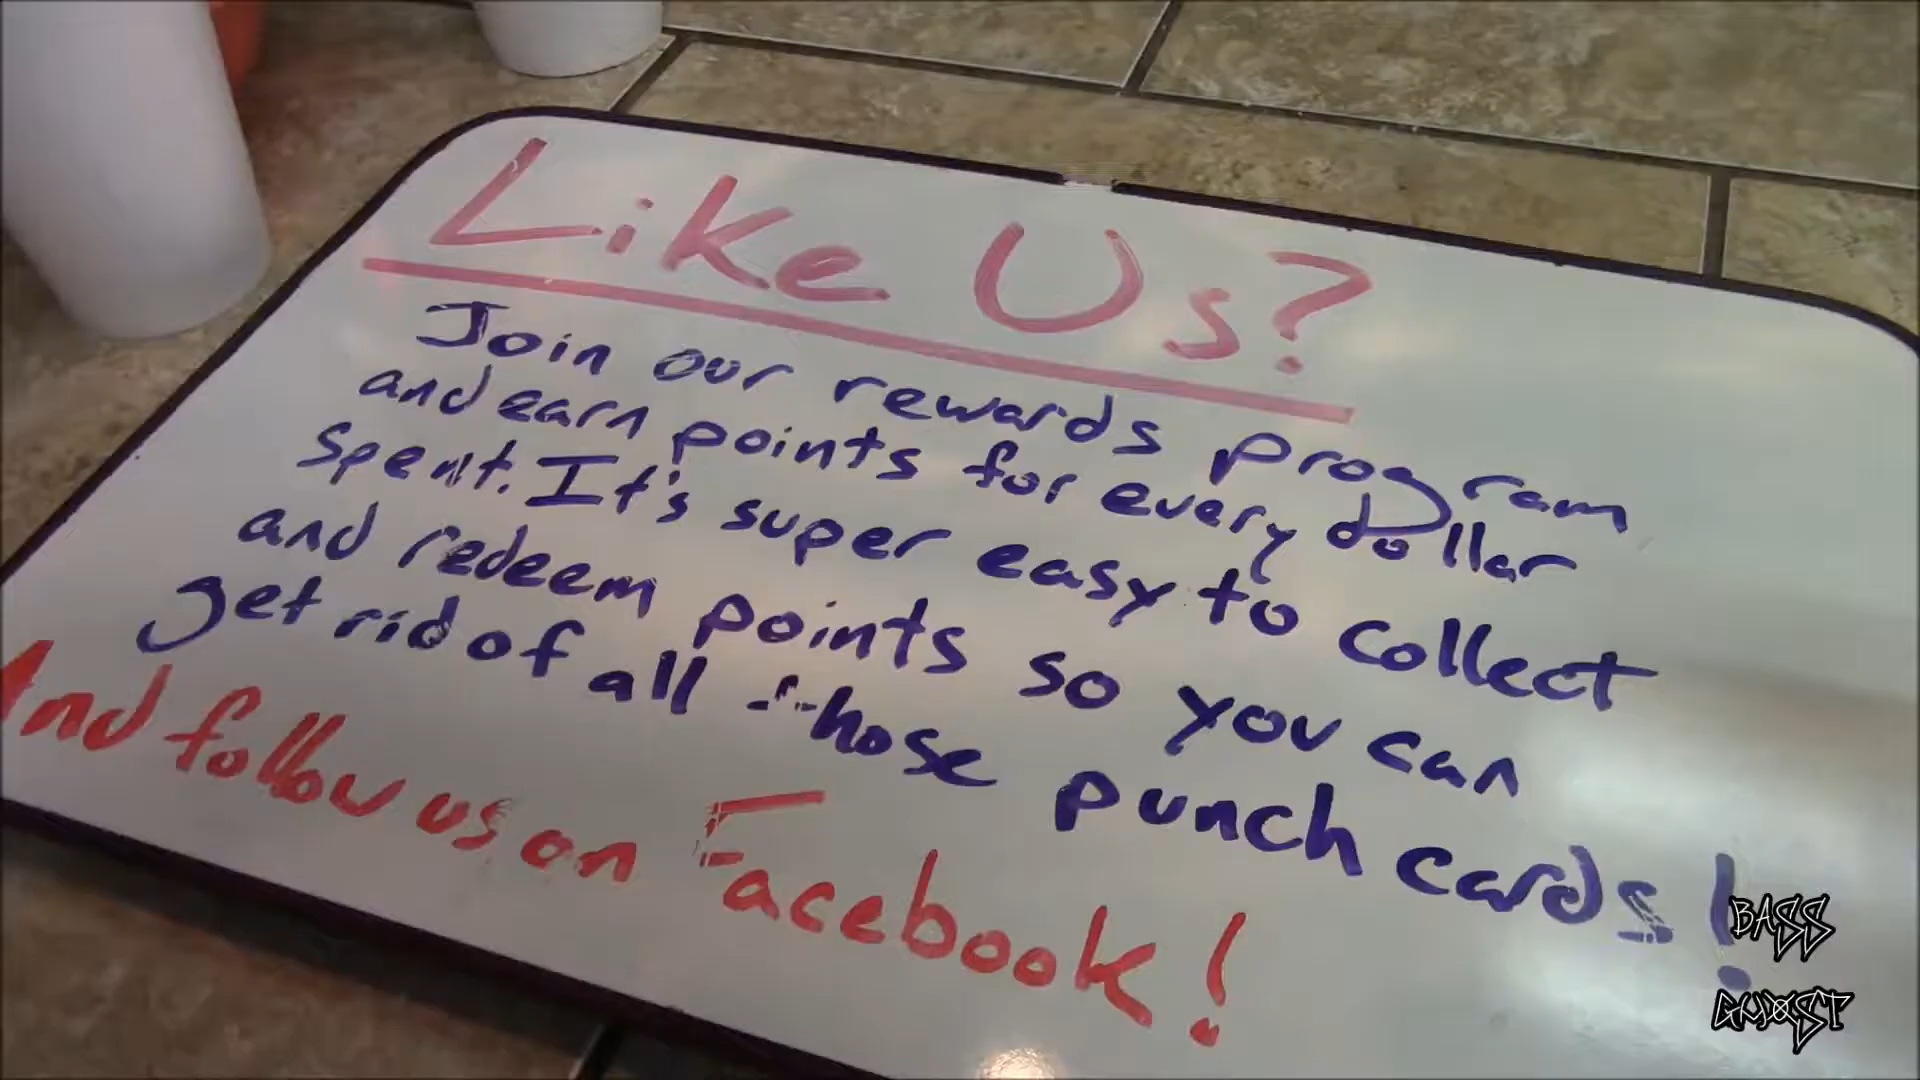 Like Us?
Join our rewards program
and earn points for every dollar
spent. It's super easy to collect
and redeem points so you can
get rid of all those punch cards!
And follow us on Facebook!
BASS
GHOST